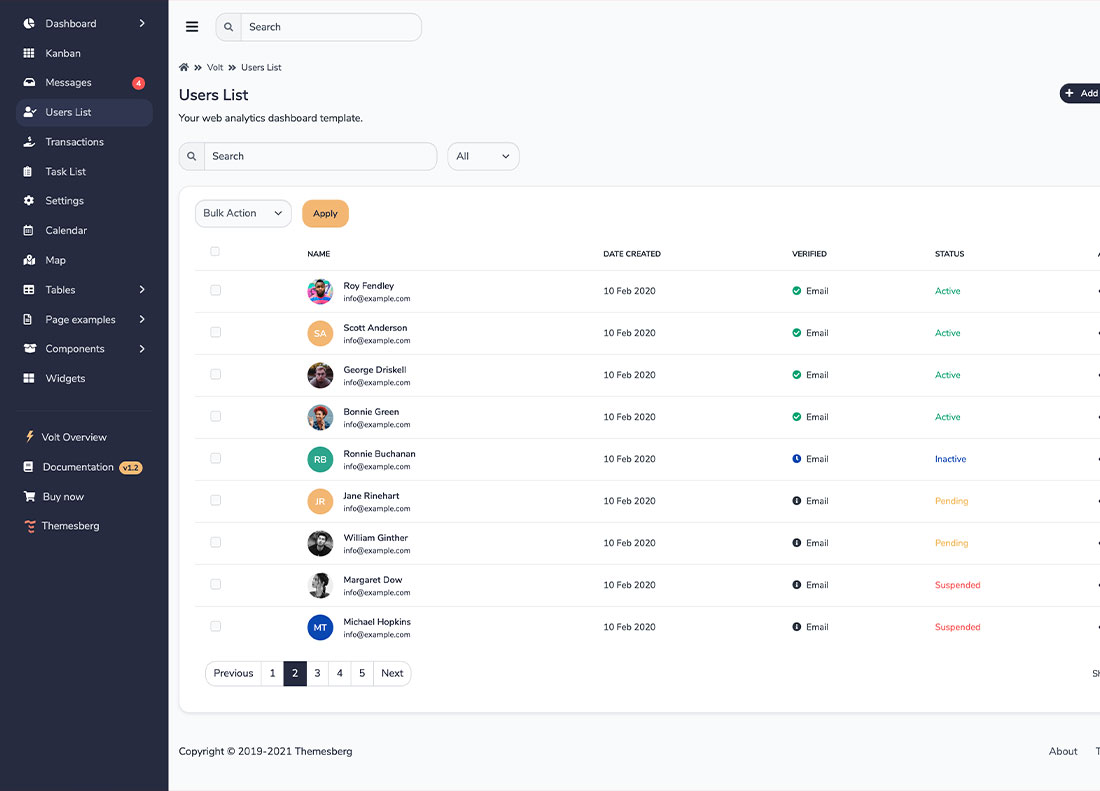 Dashboard
Kanban
Messages 4
Users List
Transactions
Task List
Settings
Calendar
Map
Tables
Page examples
Components
Widgets
Volt Overview
Documentation v1.2
Buy now
Themesberg
Search
Volt Users List
Users List
Add
Your web analytics dashboard template.
Search All
Bulk Action Apply
NAME DATE CREATED VERIFIED STATUS
Roy Fendley
info@example.com
10 Feb 2020 Email Active
SA Scott Anderson
info@example.com
10 Feb 2020 Email Active
George Driskell
info@example.com
10 Feb 2020 Email Active
Bonnie Green
info@example.com
10 Feb 2020 Email Active
RB Ronnie Buchanan
info@example.com
10 Feb 2020 Email Inactive
JR Jane Rinehart
info@example.com
10 Feb 2020 Email Pending
William Ginther
info@example.com
10 Feb 2020 Email Pending
Margaret Dow
info@example.com
10 Feb 2020 Email Suspended
MT Michael Hopkins
info@example.com
10 Feb 2020 Email Suspended
Previous 1 2 3 4 5 Next
Copyright © 2019-2021 Themesberg
About